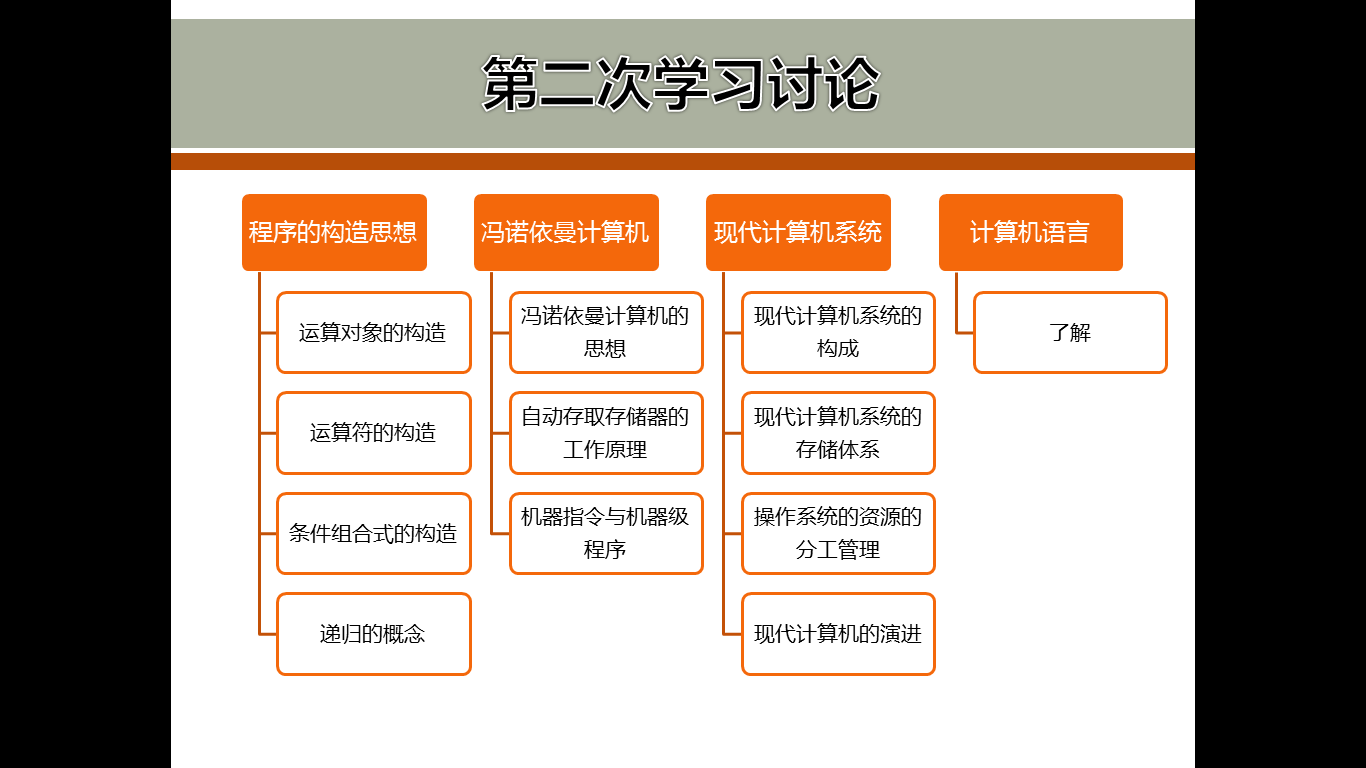 第二次学习讨论
程序的构造思想
运算对象的构造
运算符的构造
条件组合式的构造
递归的概念
冯诺依曼计算机
冯诺依曼计算机的
思想
自动存取存储器的
工作原理
机器指令与机器级
程序
现代计算机系统
现代计算机系统的
构成
现代计算机系统的
存储体系
操作系统的资源的
分工管理
现代计算机的演进
计算机语言
了解